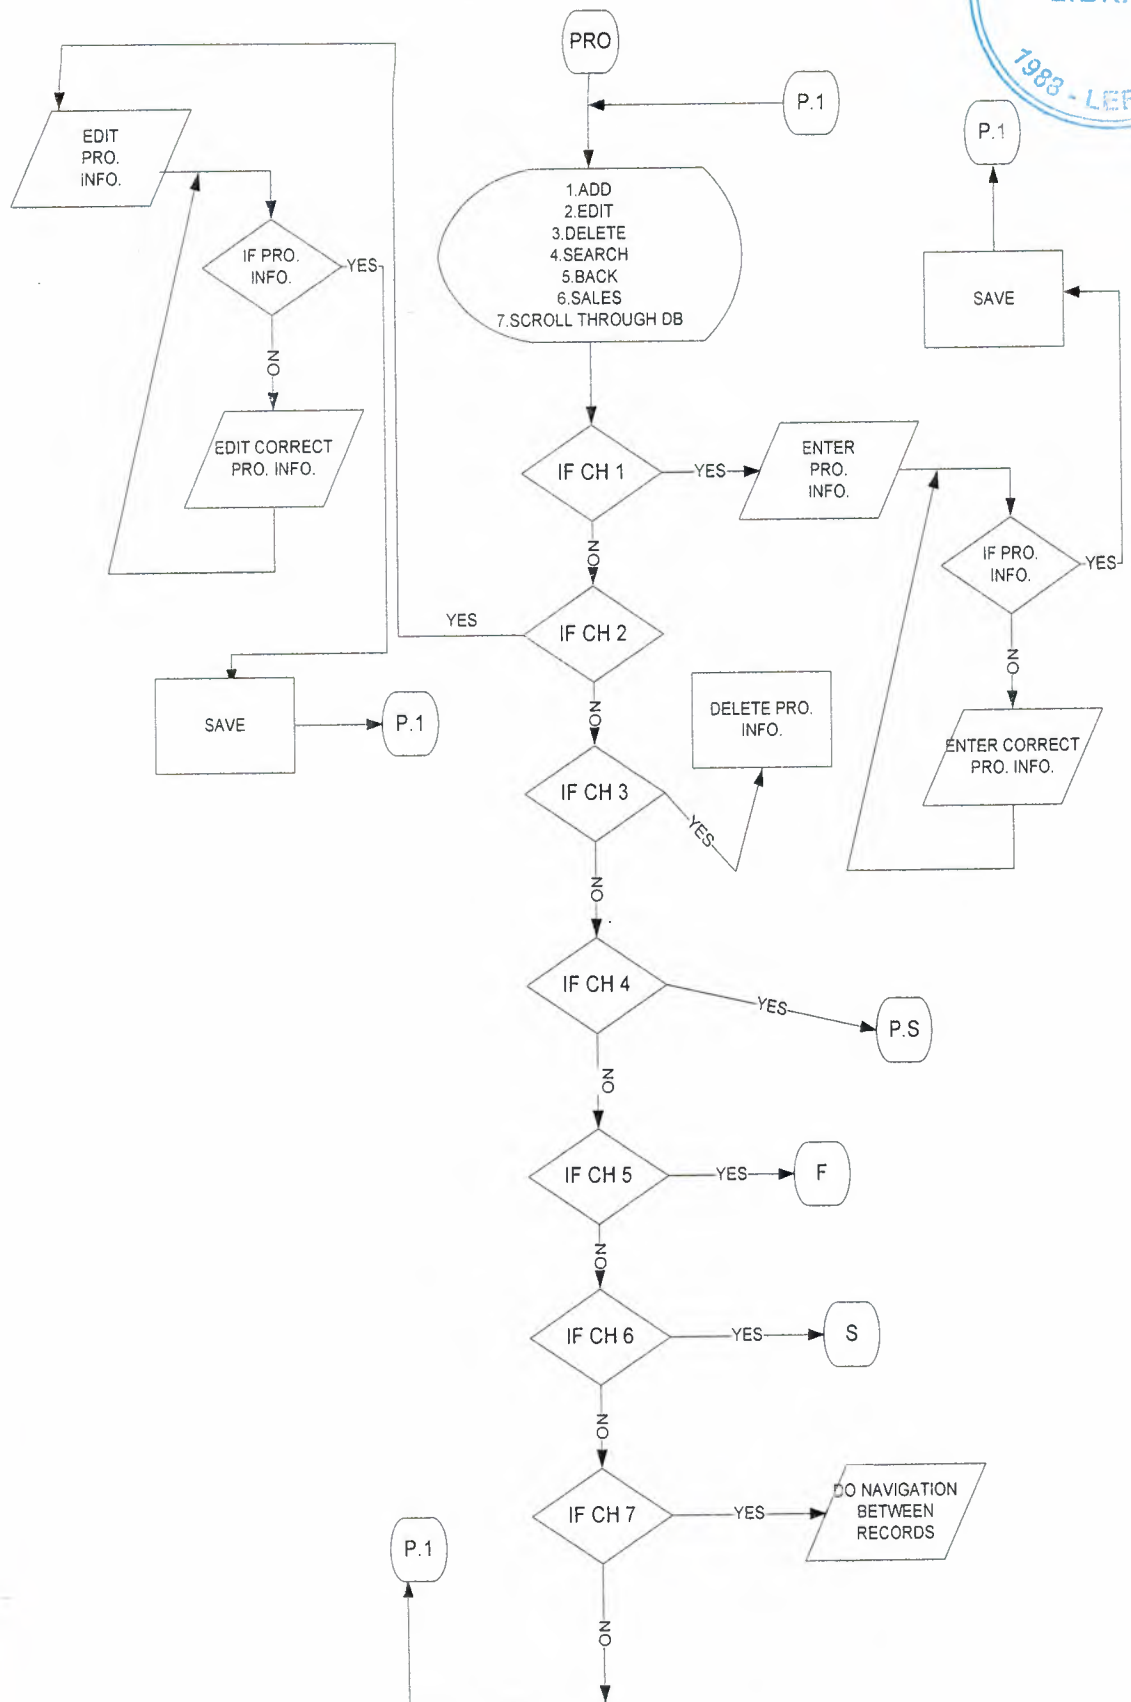 PRO
P.1
1.ADD
2.EDIT
3.DELETE
4.SEARCH
5.BACK
6.SALES
7.SCROLL THROUGH DB
EDIT
PRO.
iNFO.
IF PRO.
INFO.
YES
NO
EDIT CORRECT
PRO. INFO.
SAVE
P.1
1983 - LEF
P.1
SAVE
IF CH 1
YES
ENTER
PRO.
INFO.
IF PRO.
INFO.
YES
NO
ENTER CORRECT
PRO. INFO.
NO
IF CH 2
YES
NO
IF CH 3
YES
DELETE PRO.
INFO.
NO
IF CH 4
YES
P.S
NO
IF CH 5
YES
F
NO
IF CH 6
YES
S
NO
IF CH 7
YES
DO NAVIGATION
BETWEEN
RECORDS
NO
P.1